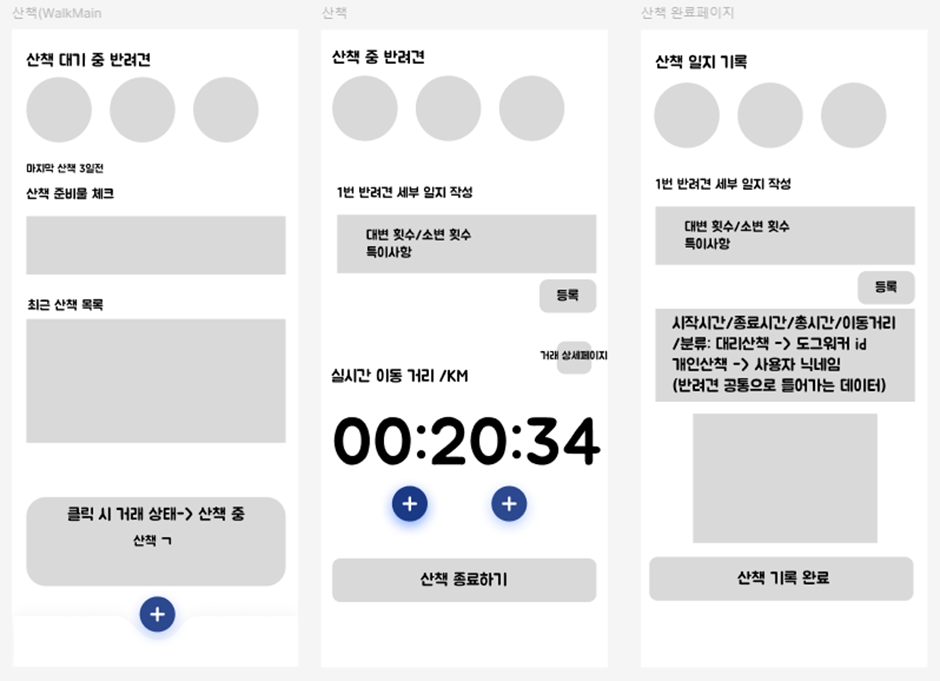 산책(WalkMain
산책 대기 중 반려견
마지막 산책 3일전
산책 준비물 체크
최근 산책 목록
클릭 시 거래 상태-> 산책 중
산책 ㄱ
산책
산책 중 반려견
1번 반려견 세부 일지 작성
대변 횟수/소변 횟수
특이사항
등록
거래 상세페이지
실시간 이동 거리 /KM
00:20:34
산책 종료하기
산책 완료페이지
산책 일지 기록
1번 반려견 세부 일지 작성
대변 횟수/소변 횟수
특이사항
등록
시작시간/종료시간/총시간/이동거리
/분류: 대리산책 -> 도그워커 id
개인산책 -> 사용자 닉네임
(반려견 공통으로 들어가는 데이터)
산책 기록 완료